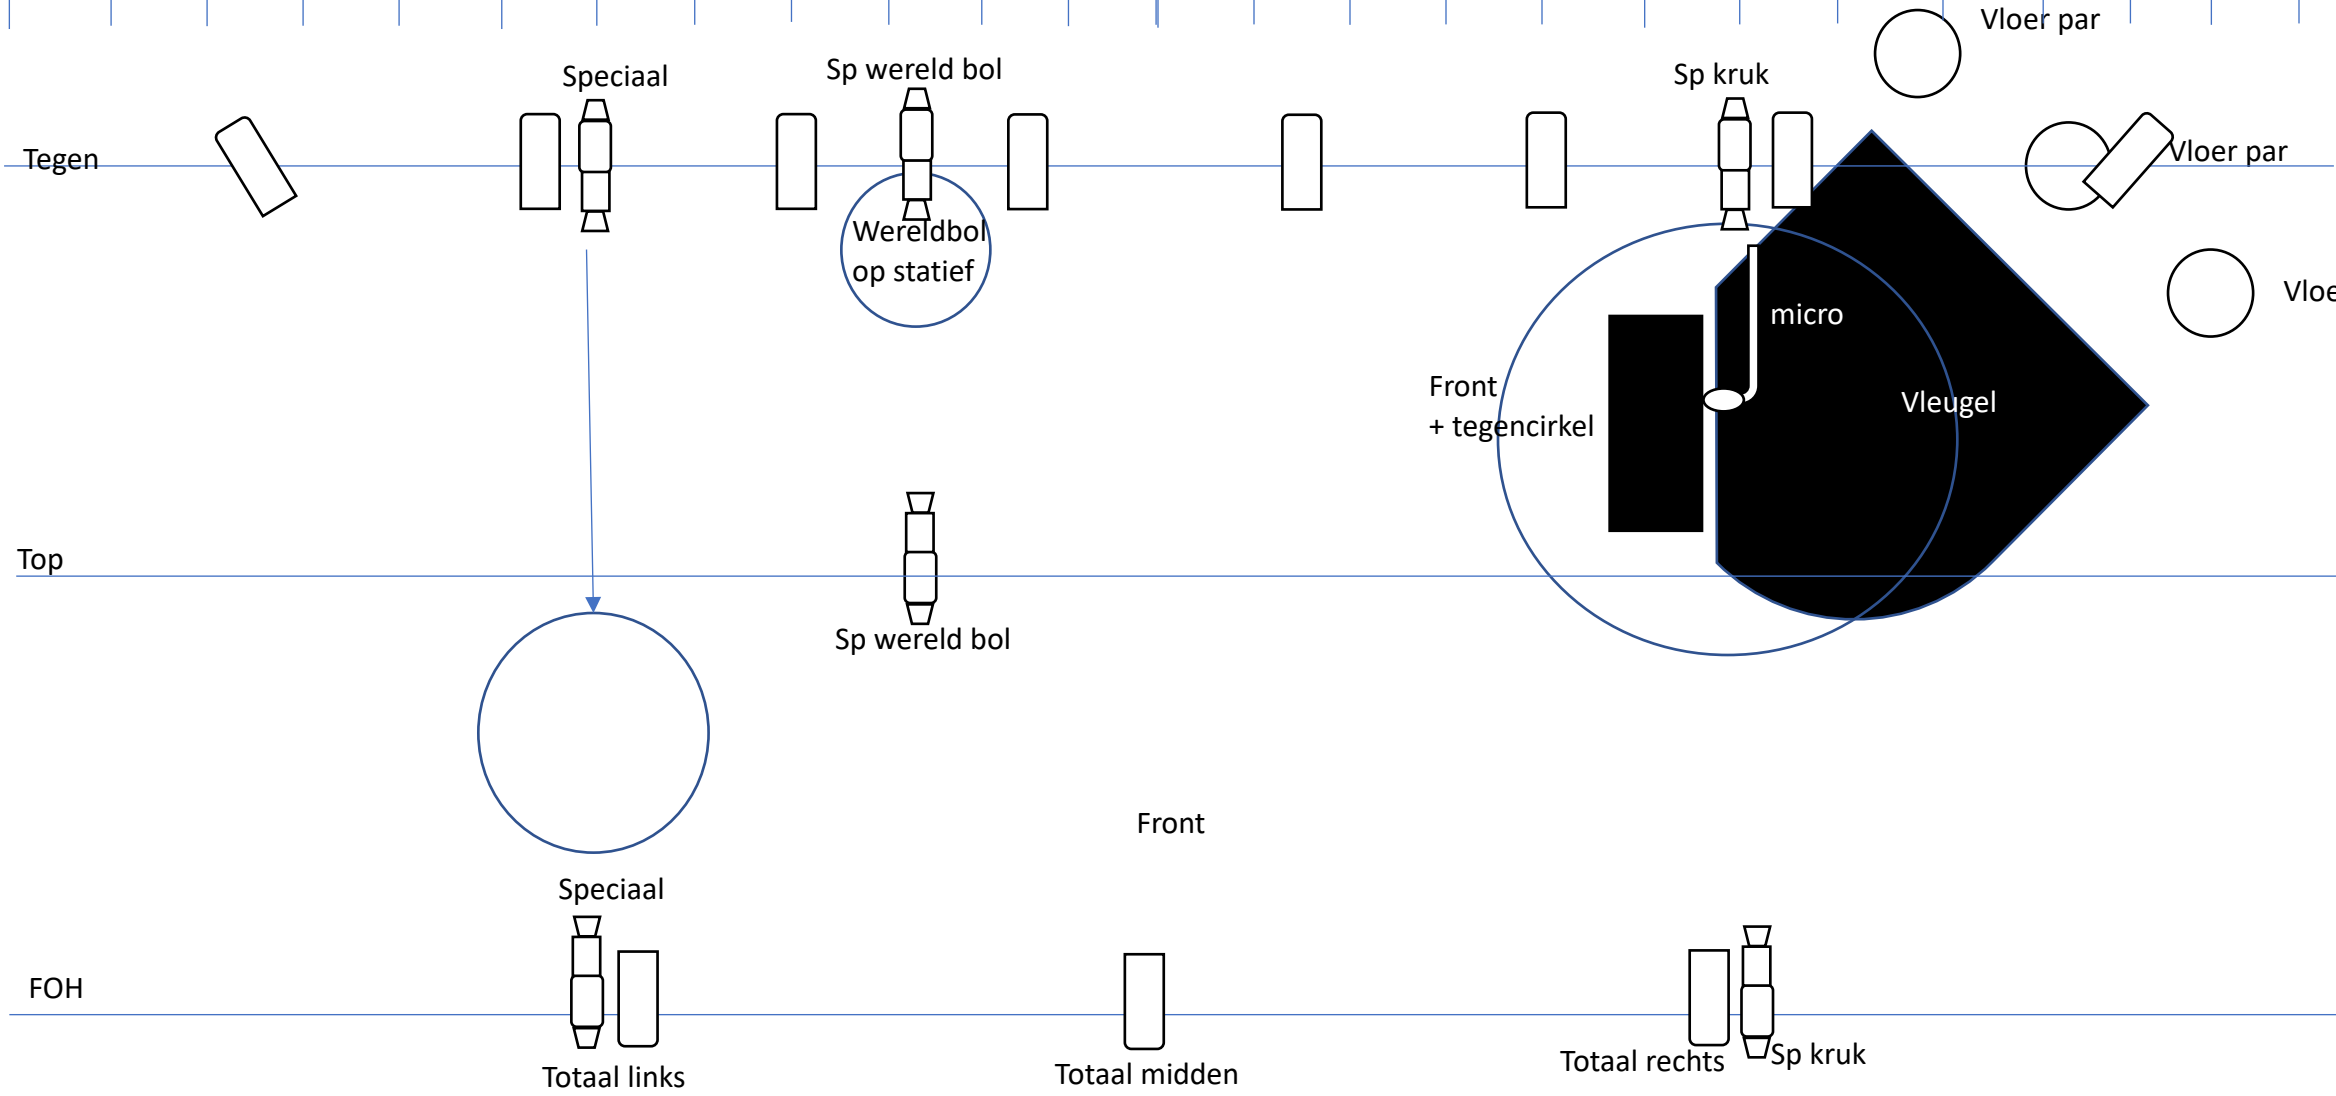 Vloer par
Speciaal
Sp wereld bol
Sp kruk
Tegen
Vloer par
Wereldbol
op statief
Vloe
micro
Front
+ tegencirkel
Vleugel
Top
Sp wereld bol
Front
Speciaal
FOH
Totaal links
Totaal midden
Totaal rechts
Sp kruk